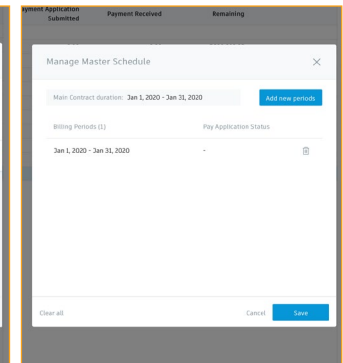 Payment Application
Submitted
Payment Received
Remaining
Manage Master Schedule
Main Contract duration: Jan 1, 2020 - Jan 31, 2020
Add new periods
Billing Periods (1)
Pay Application Status
Jan 1, 2020 - Jan 31, 2020
-
Clear all
Cancel
Save